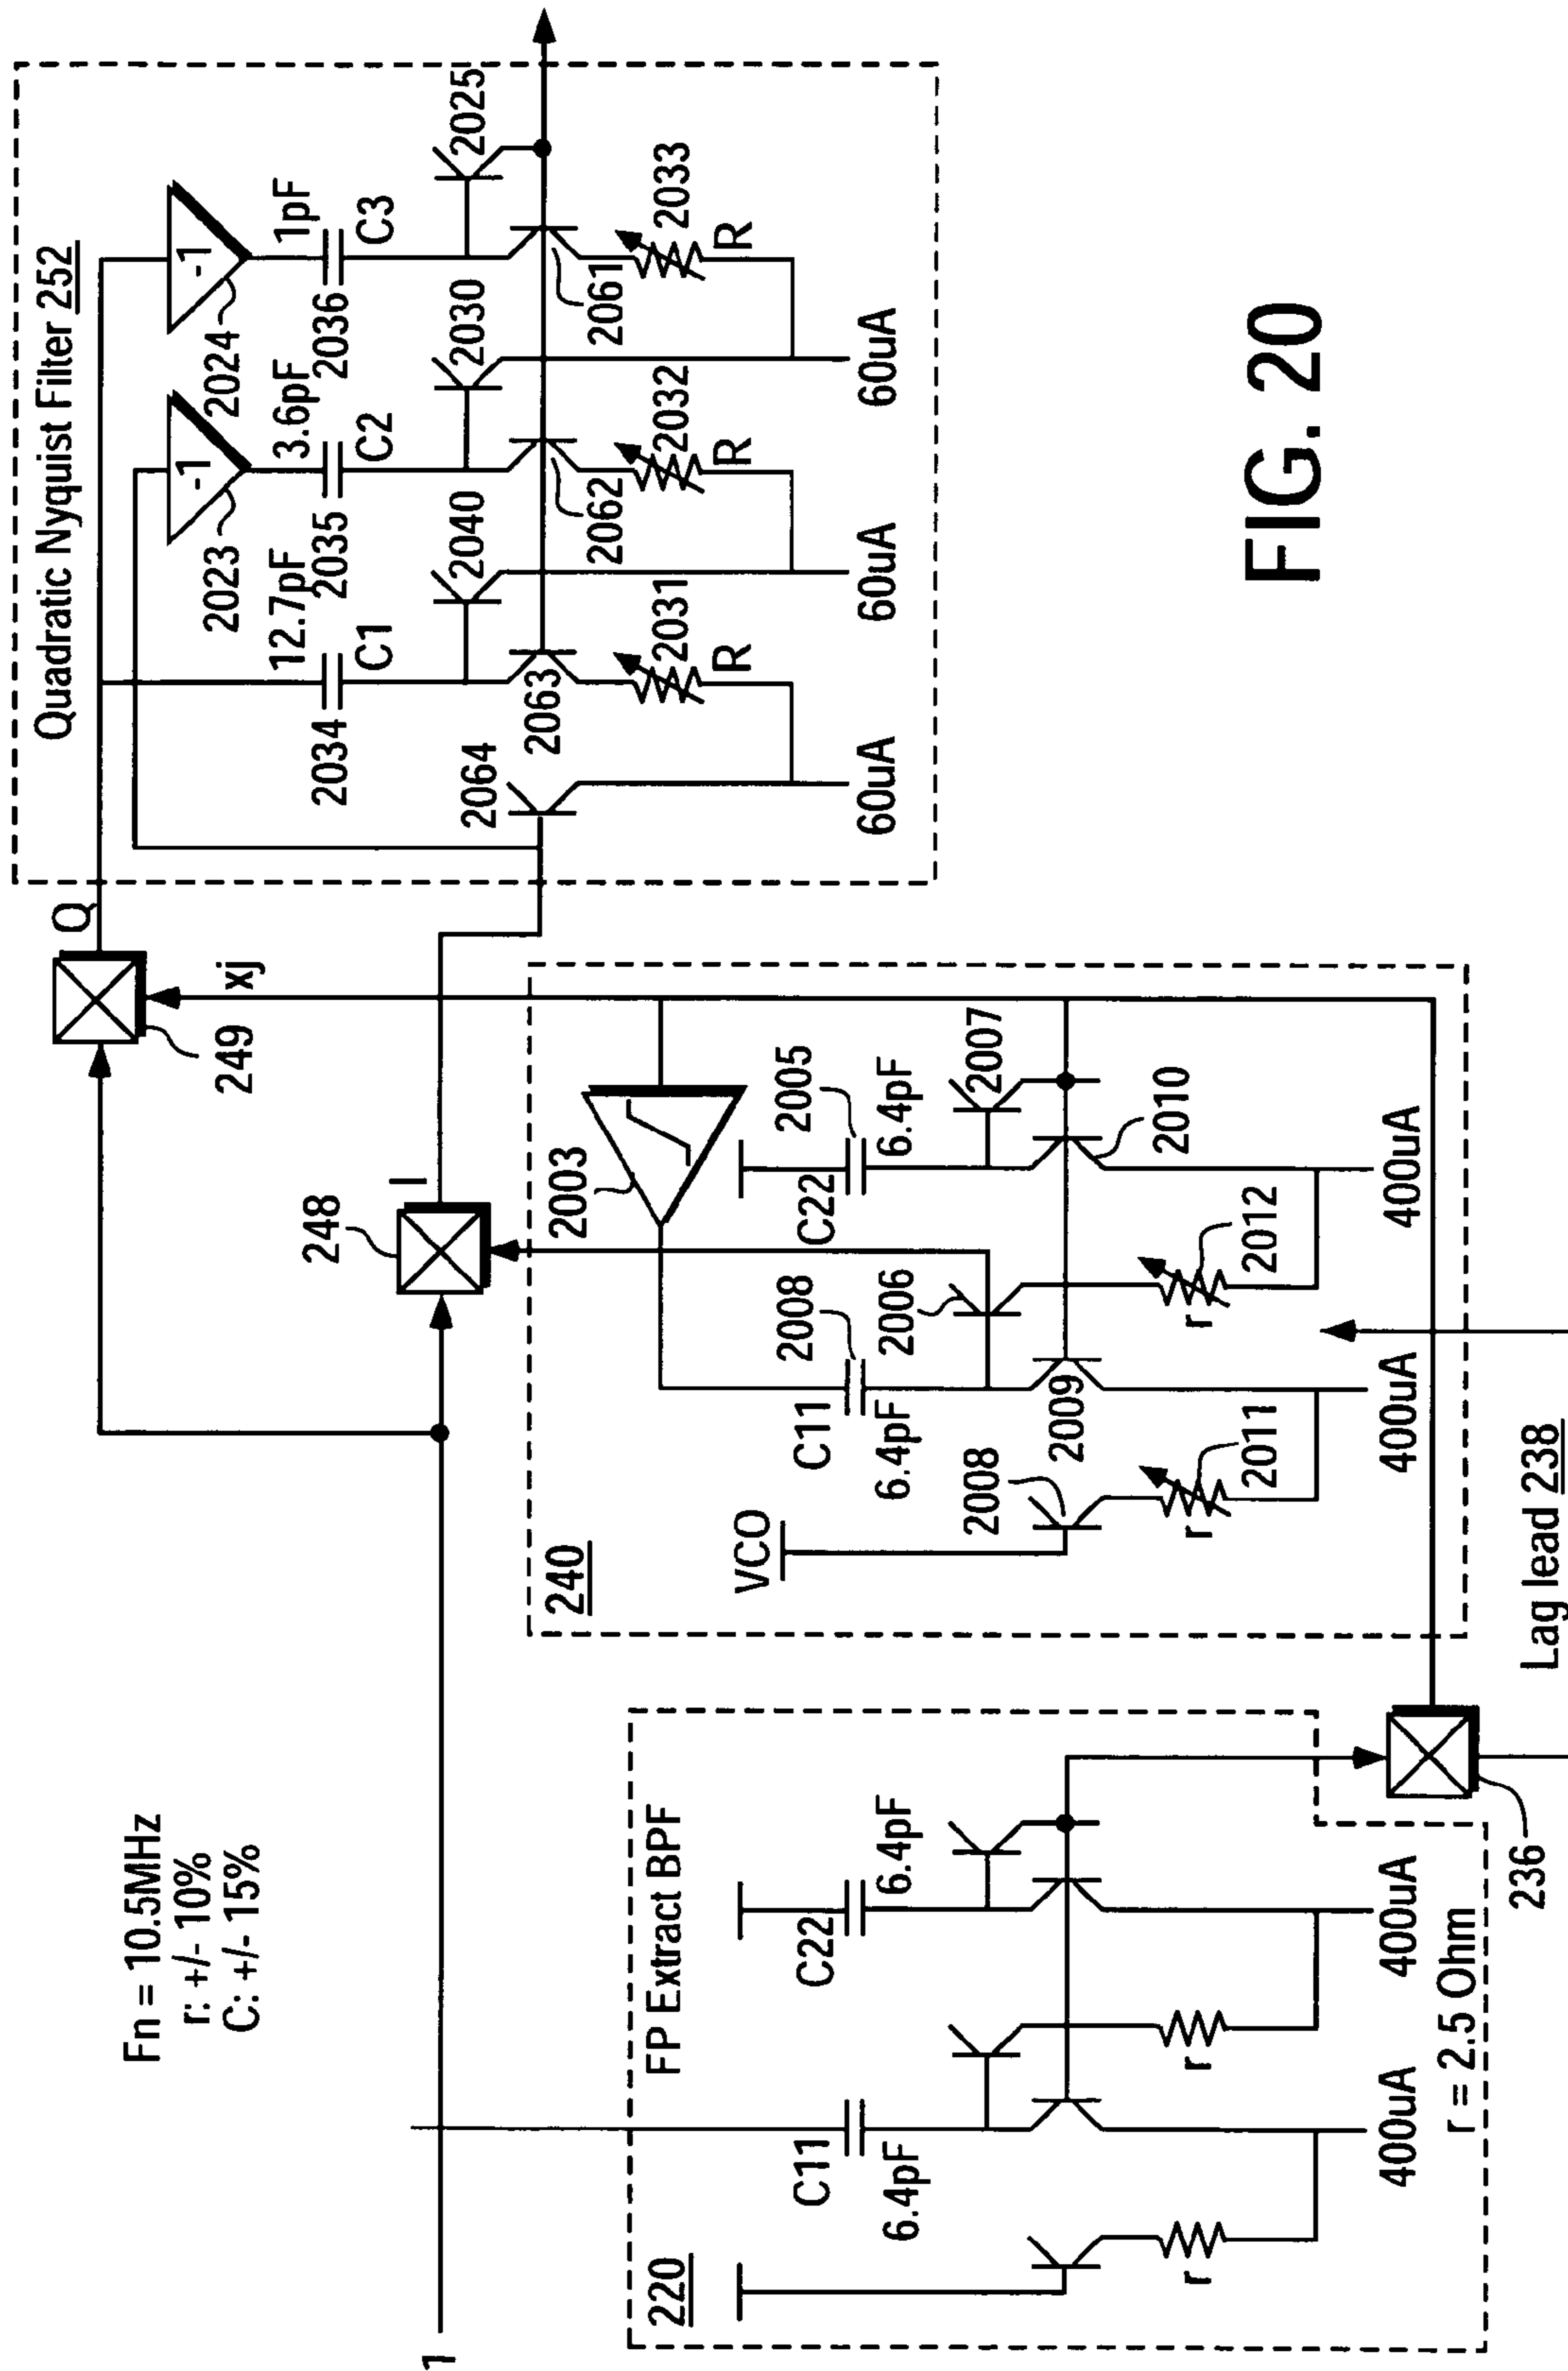 Fn = 10.5MHz
r: +/- 10%
C: +/- 15%
1
220
FP Extract BPF
C11
6.4pF
C22
6.4pF
r
r
400uA
400uA
r = 2.5 Ohm
236
Lag lead 238
240
VCO
2003
2008
C11
6.4pF
2006
C22
2005
6.4pF
2007
2008
2009
2010
r
2011
r
2012
400uA
400uA
248
I
249
xj
Q
Quadratic Nyquist Filter 252
-1
2023
-1
2024
12.7pF
2034
C1
3.6pF
2035
C2
1pF
2036
C3
2064
2040
2030
2025
2063
2062
2061
2031
R
2032
R
2033
R
60uA
60uA
60uA
FIG. 20